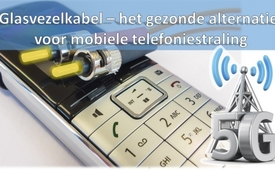 Glasvezelkabel – het gezonde alternatie
voor mobiele telefoniestraling
5G